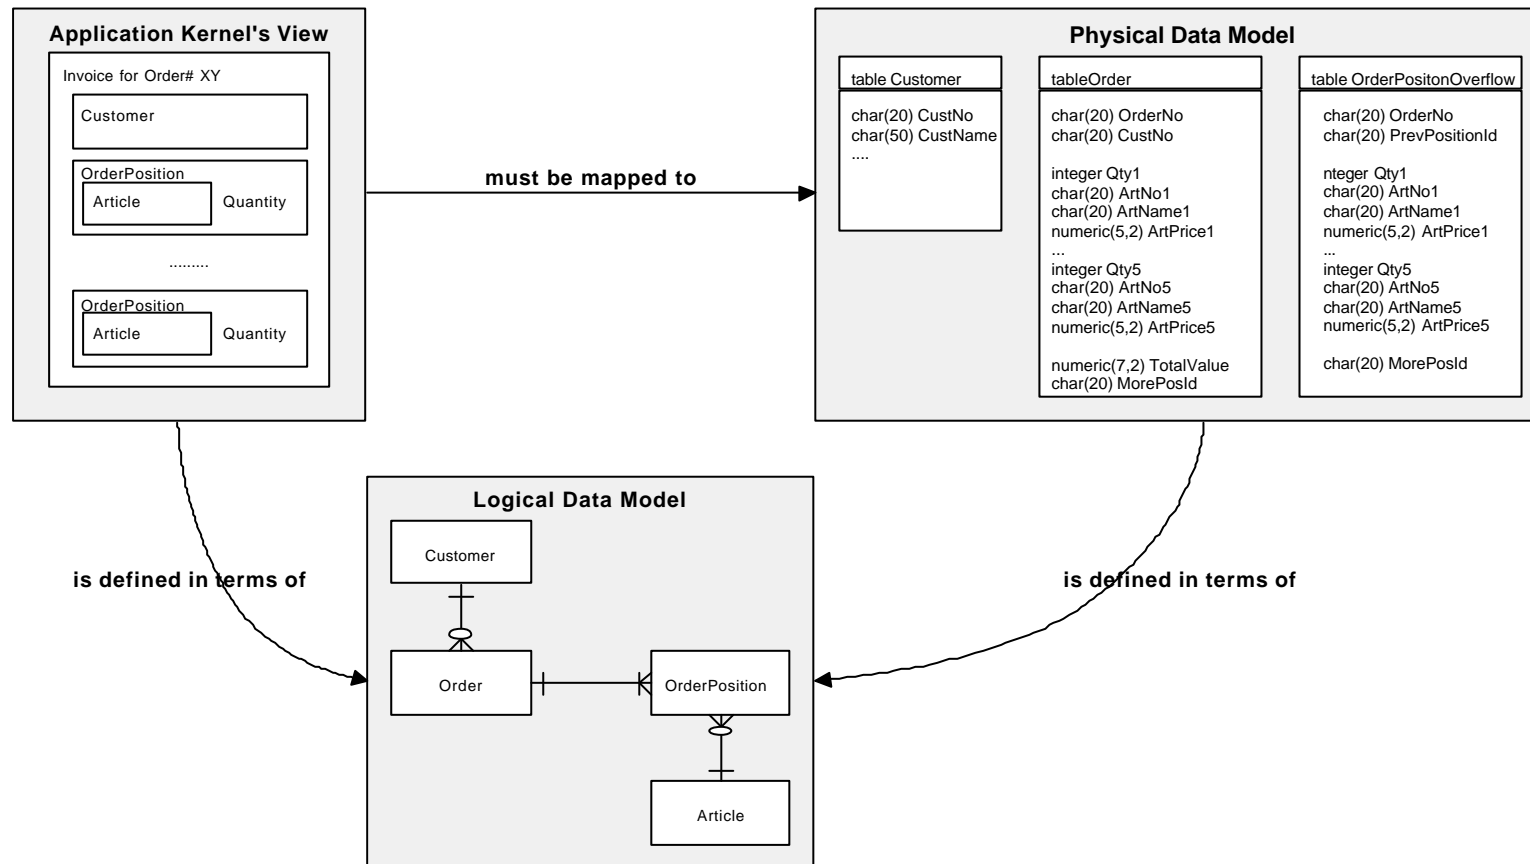 Application Kernel's View
Invoice for Order# XY
Customer
OrderPosition
Article
Quantity
.........
OrderPosition
Article
Quantity
must be mapped to
Physical Data Model
table Customer
char(20) CustNo
char(50) CustName
....
tableOrder
char(20) OrderNo
char(20) CustNo
integer Qty1
char(20) ArtNo1
char(20) ArtName1
numeric(5,2) ArtPrice1
...
integer Qty5
char(20) ArtNo5
char(20) ArtName5
numeric(5,2) ArtPrice5
numeric(7,2) TotalValue
char(20) MorePosId
table OrderPositonOverflow
char(20) OrderNo
char(20) PrevPositionId
nteger Qty1
char(20) ArtNo1
char(20) ArtName1
numeric(5,2) ArtPrice1
...
integer Qty5
char(20) ArtNo5
char(20) ArtName5
numeric(5,2) ArtPrice5
char(20) MorePosId
is defined in terms of
Logical Data Model
Customer
Order
OrderPosition
Article
is defined in terms of